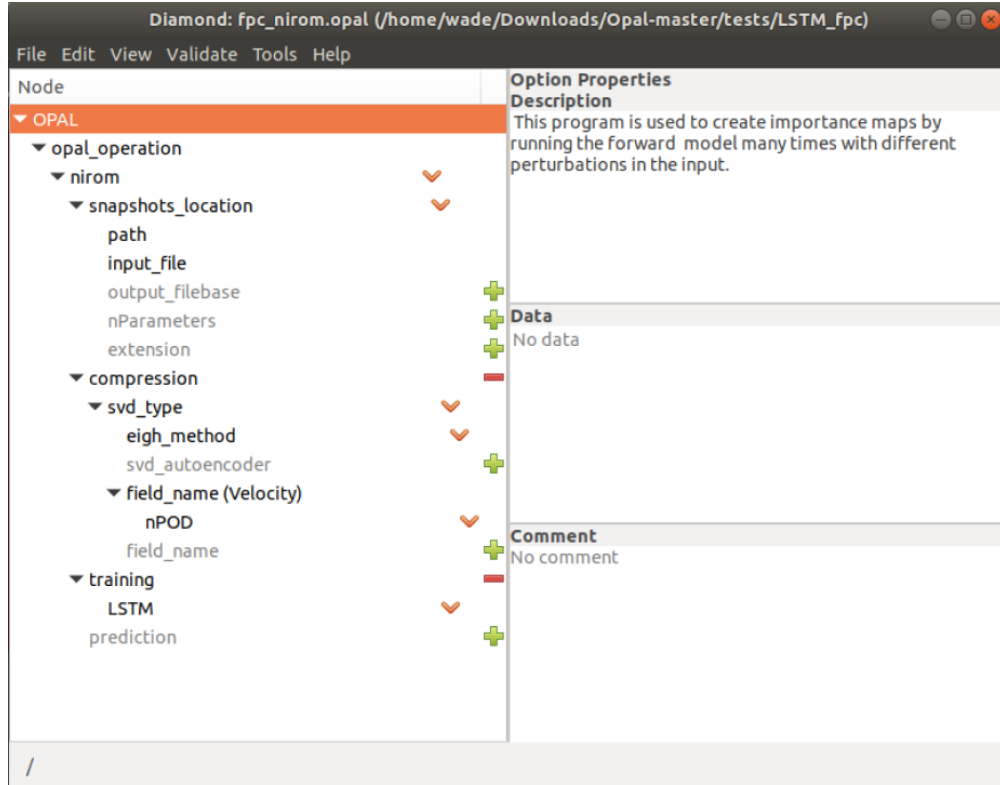 Diamond: fpc_nirom.opal (/home/wade/Downloads/Opal-master/tests/LSTM_fpc)
File Edit View Validate Tools Help
Node
OPAL
opal_operation
nirom
snapshots_location
path
input_file
output_filebase
nParameters
extension
compression
svd_type
eigh_method
svd_autoencoder
field_name (Velocity)
nPOD
field_name
training
LSTM
prediction
Option Properties
Description
This program is used to create importance maps by
running the forward model many times with different
perturbations in the input.
Data
No data
Comment
No comment
/